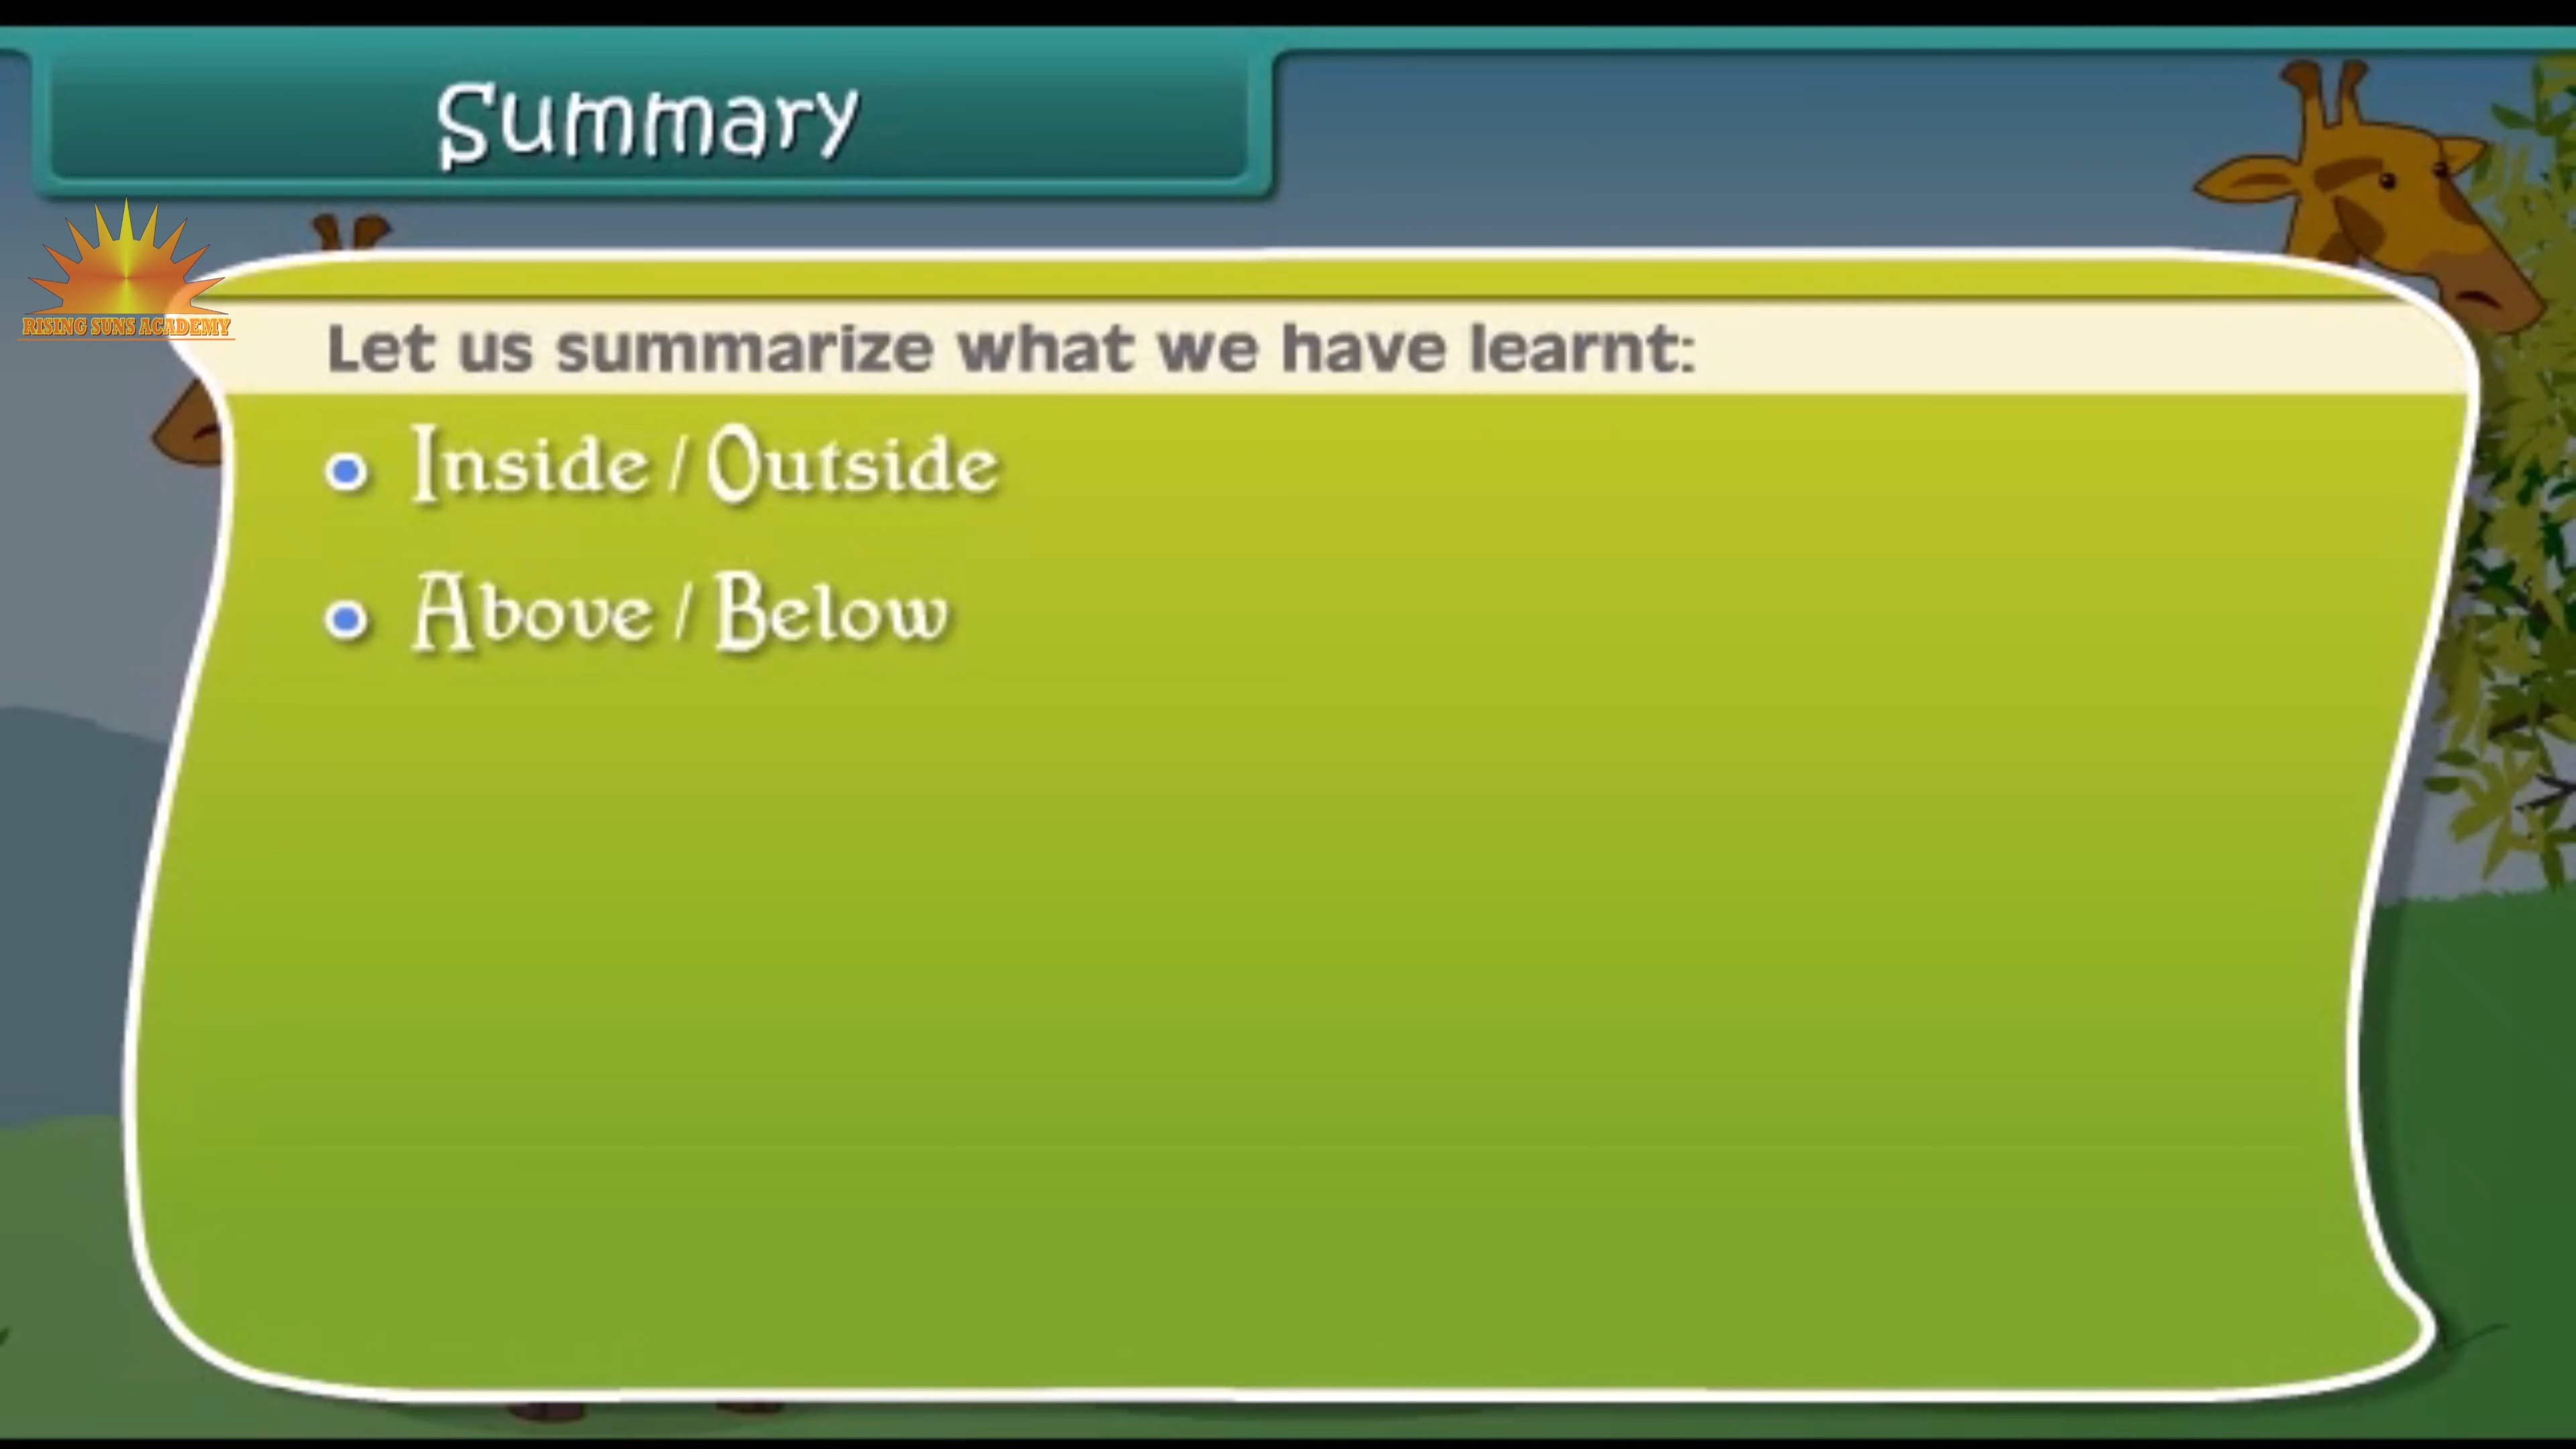 Summary
RISING SUNS ACADEMY
Let us summarize what we have learnt:
Inside / Outside
Above / Below